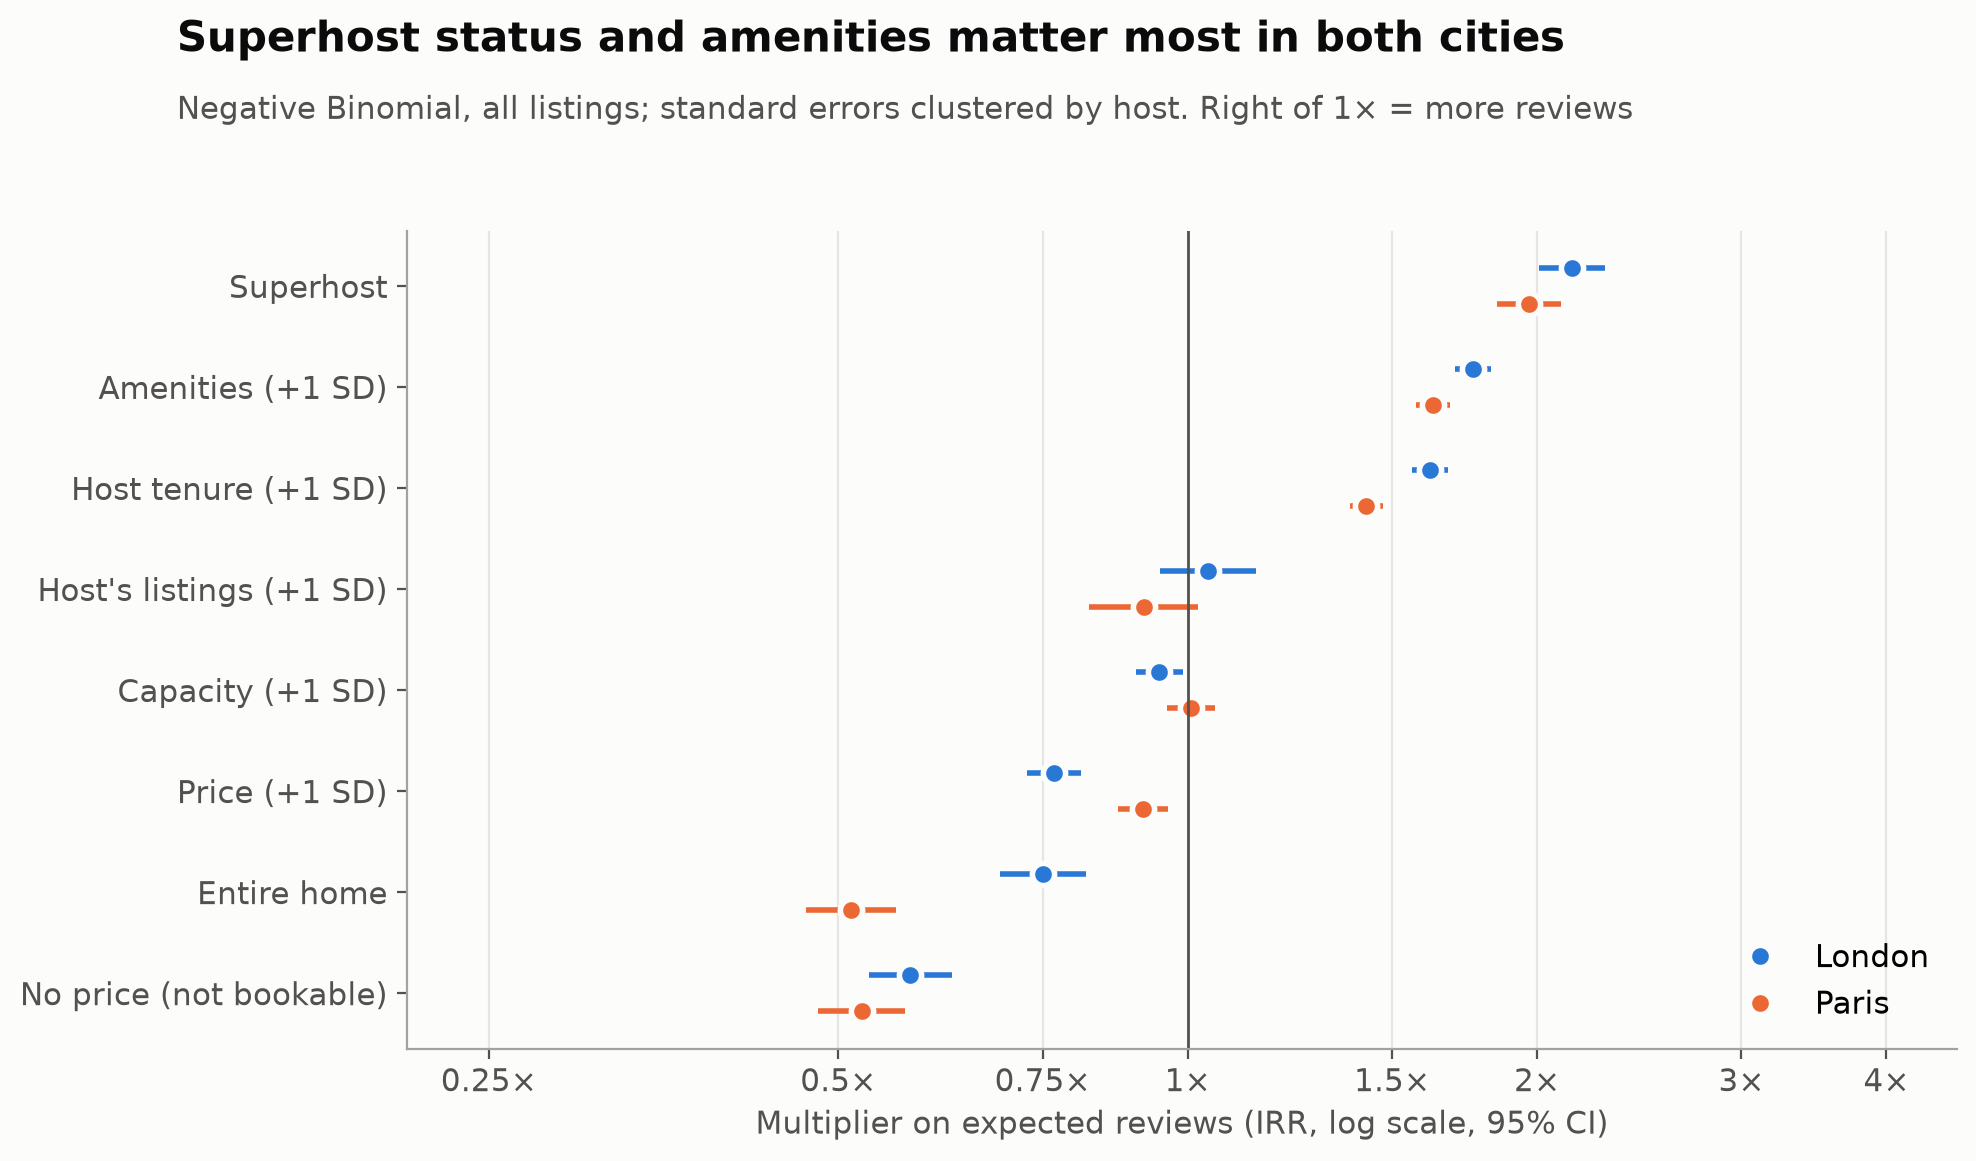 Superhost status and amenities matter most in both cities
Negative Binomial, all listings; standard errors clustered by host. Right of 1× = more reviews
Superhost
Amenities (+1 SD)
Host tenure (+1 SD)
Host's listings (+1 SD)
Capacity (+1 SD)
Price (+1 SD)
Entire home
No price (not bookable)
London
Paris
0.25× 0.5× 0.75× 1× 1.5× 2× 3× 4×
Multiplier on expected reviews (IRR, log scale, 95% CI)